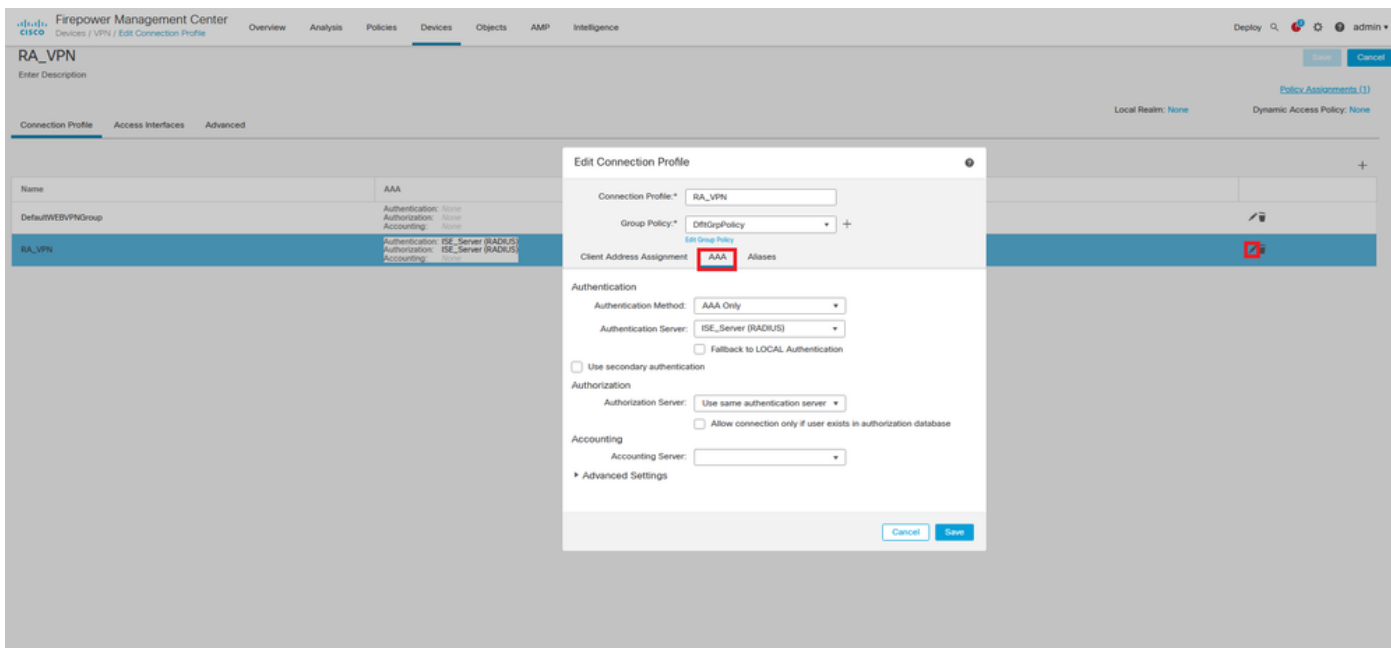 Firepower Management Center
CISCO Devices / VPN / Edit Connection Profile
Overview Analysis Policies Devices Objects AMP Intelligence
Deploy admin
RA_VPN
Save Cancel
Enter Description
Policy Assignments (1)
Local Realm: None Dynamic Access Policy: None
Connection Profile Access Interfaces Advanced
Name AAA
DefaultWEBVPNGroup
Authentication: None
Authorization: None
Accounting: None
RA_VPN
Authentication: ISE_Server (RADIUS)
Authorization: ISE_Server (RADIUS)
Accounting: None
Edit Connection Profile
Connection Profile:* RA_VPN
Group Policy:* DfltGrpPolicy
Edit Group Policy
Client Address Assignment AAA Aliases
Authentication
Authentication Method: AAA Only
Authentication Server: ISE_Server (RADIUS)
Fallback to LOCAL Authentication
Use secondary authentication
Authorization
Authorization Server: Use same authentication server
Allow connection only if user exists in authorization database
Accounting
Accounting Server:
Advanced Settings
Cancel Save